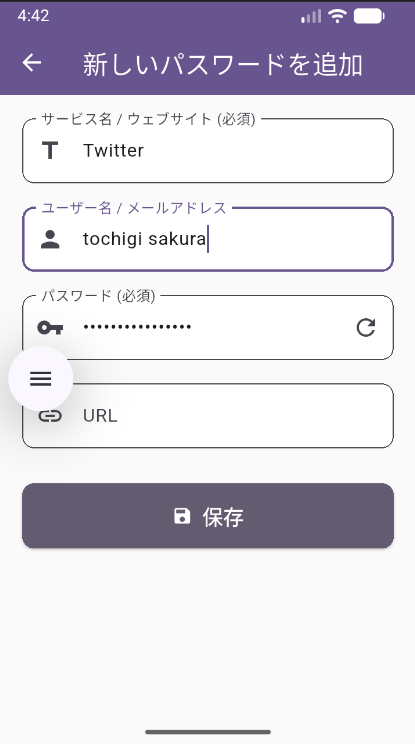 4:42
新しいパスワードを追加
サービス名 / ウェブサイト (必須)
Twitter
ユーザー名 / メールアドレス
tochigi sakura
パスワード (必須)
••••••••••••••••
URL
保存